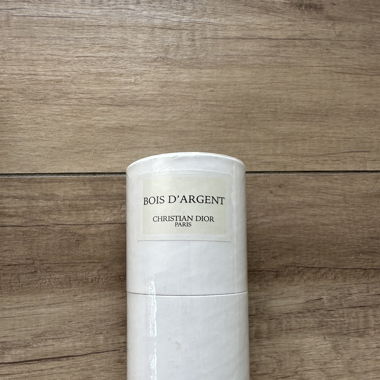 BOIS D'ARGENT
CHRISTIAN DIOR
PARIS